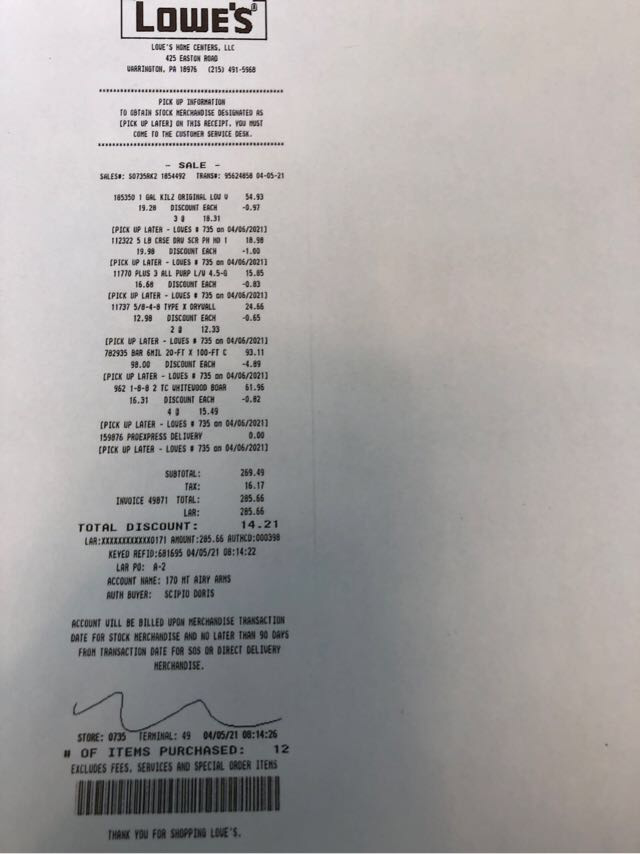 LOWE'S®
LOWE'S HOME CENTERS, LLC
425 EASTON ROAD
WARRINGTON, PA 18976 (215) 491-5968
PICK UP INFORMATION
TO OBTAIN STOCK MERCHANDISE DESIGNATED AS
[PICK UP LATER] ON THIS RECEIPT, YOU MUST
COME TO THE CUSTOMER SERVICE DESK.
- SALE -
SALES#: S0735RK2 1854492 TRANS#: 95624858 04-05-21
185350 1 GAL KILZ ORIGINAL LOW V 54.93
19.28 DISCOUNT EACH -0.97
3 @ 18.31
[PICK UP LATER - LOWES # 735 on 04/06/2021]
112322 5 LB CRSE DRW SCR PH HD 1 18.98
19.98 DISCOUNT EACH -1.00
[PICK UP LATER - LOWES # 735 on 04/06/2021]
11770 PLUS 3 ALL PURP L/W 4.5-G 15.85
16.68 DISCOUNT EACH -0.83
[PICK UP LATER - LOWES # 735 on 04/06/2021]
11737 5/8-4-8 TYPE X DRYWALL 24.66
12.98 DISCOUNT EACH -0.65
2 @ 12.33
[PICK UP LATER - LOWES # 735 on 04/06/2021]
782935 BAR 6MIL 20-FT X 100-FT C 93.11
98.00 DISCOUNT EACH -4.89
[PICK UP LATER - LOWES # 735 on 04/06/2021]
962 1-8-8 2 TC WHITEWOOD BOAR 61.96
16.31 DISCOUNT EACH -0.82
4 @ 15.49
[PICK UP LATER - LOWES # 735 on 04/06/2021]
159876 PROEXPRESS DELIVERY 0.00
[PICK UP LATER - LOWES # 735 on 04/06/2021]
SUBTOTAL: 269.49
TAX: 16.17
INVOICE 49871 TOTAL: 285.66
LAR: 285.66
TOTAL DISCOUNT: 14.21
LAR:XXXXXXXXXXXX0171 AMOUNT:285.66 AUTHCD:000398
KEYED REFID:681695 04/05/21 08:14:22
LAR PO: A-2
ACCOUNT NAME: 170 MT AIRY ARMS
AUTH BUYER: SCIPIO DORIS
ACCOUNT WILL BE BILLED UPON MERCHANDISE TRANSACTION
DATE FOR STOCK MERCHANDISE AND NO LATER THAN 90 DAYS
FROM TRANSACTION DATE FOR SOS OR DIRECT DELIVERY
MERCHANDISE.
STORE: 0735 TERMINAL: 49 04/05/21 08:14:26
# OF ITEMS PURCHASED: 12
EXCLUDES FEES, SERVICES AND SPECIAL ORDER ITEMS
THANK YOU FOR SHOPPING LOWE'S.